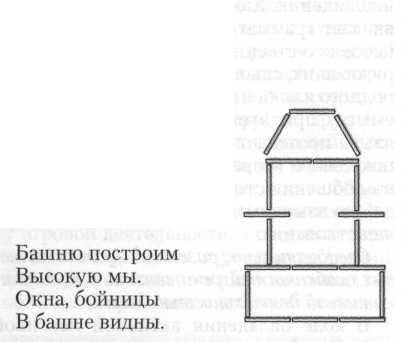 Башню построим
Высокую мы.
Окна, бойницы
В башне видны.